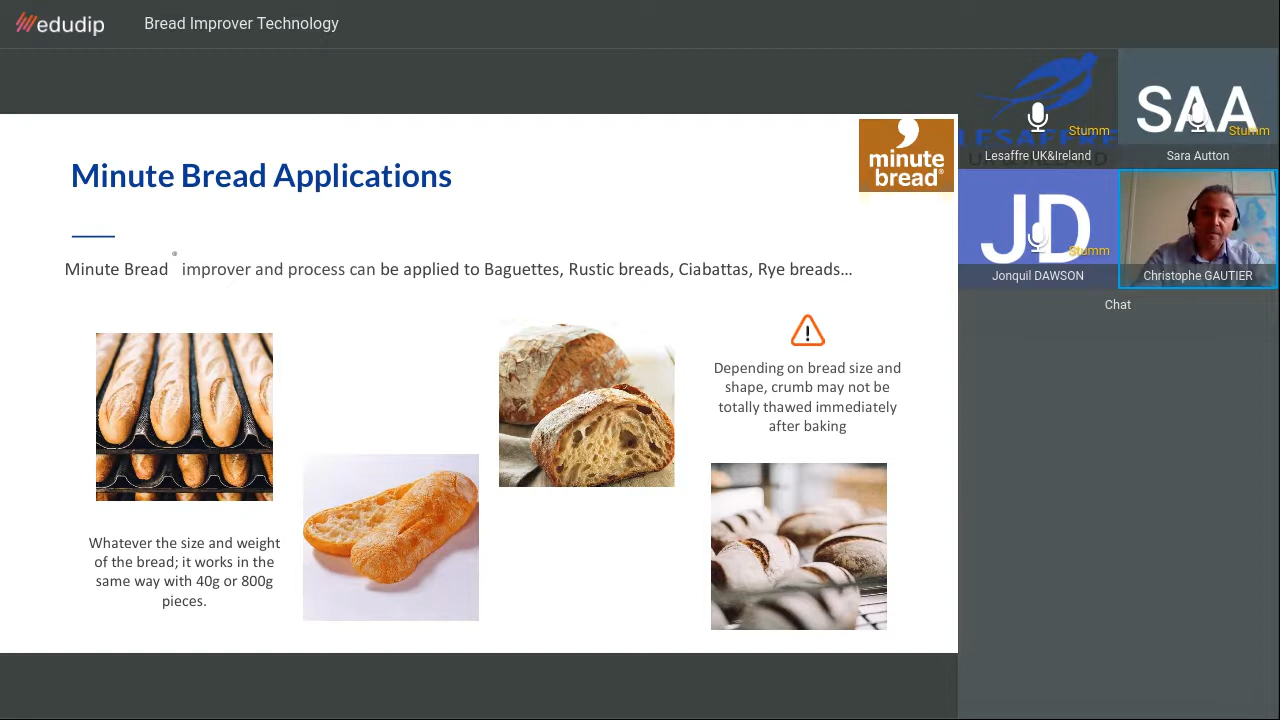 edudip
Bread Improver Technology
Minute Bread Applications
minute
bread®
Minute Bread® improver and process can be applied to Baguettes, Rustic breads, Ciabattas, Rye breads...
Depending on bread size and
shape, crumb may not be
totally thawed immediately
after baking
Whatever the size and weight
of the bread; it works in the
same way with 40g or 800g
pieces.
LESAFFRE
Stumm
Lesaffre UK&Ireland
SAA
Stumm
Sara Autton
JD
Stumm
Jonquil DAWSON
Christophe GAUTIER
Chat